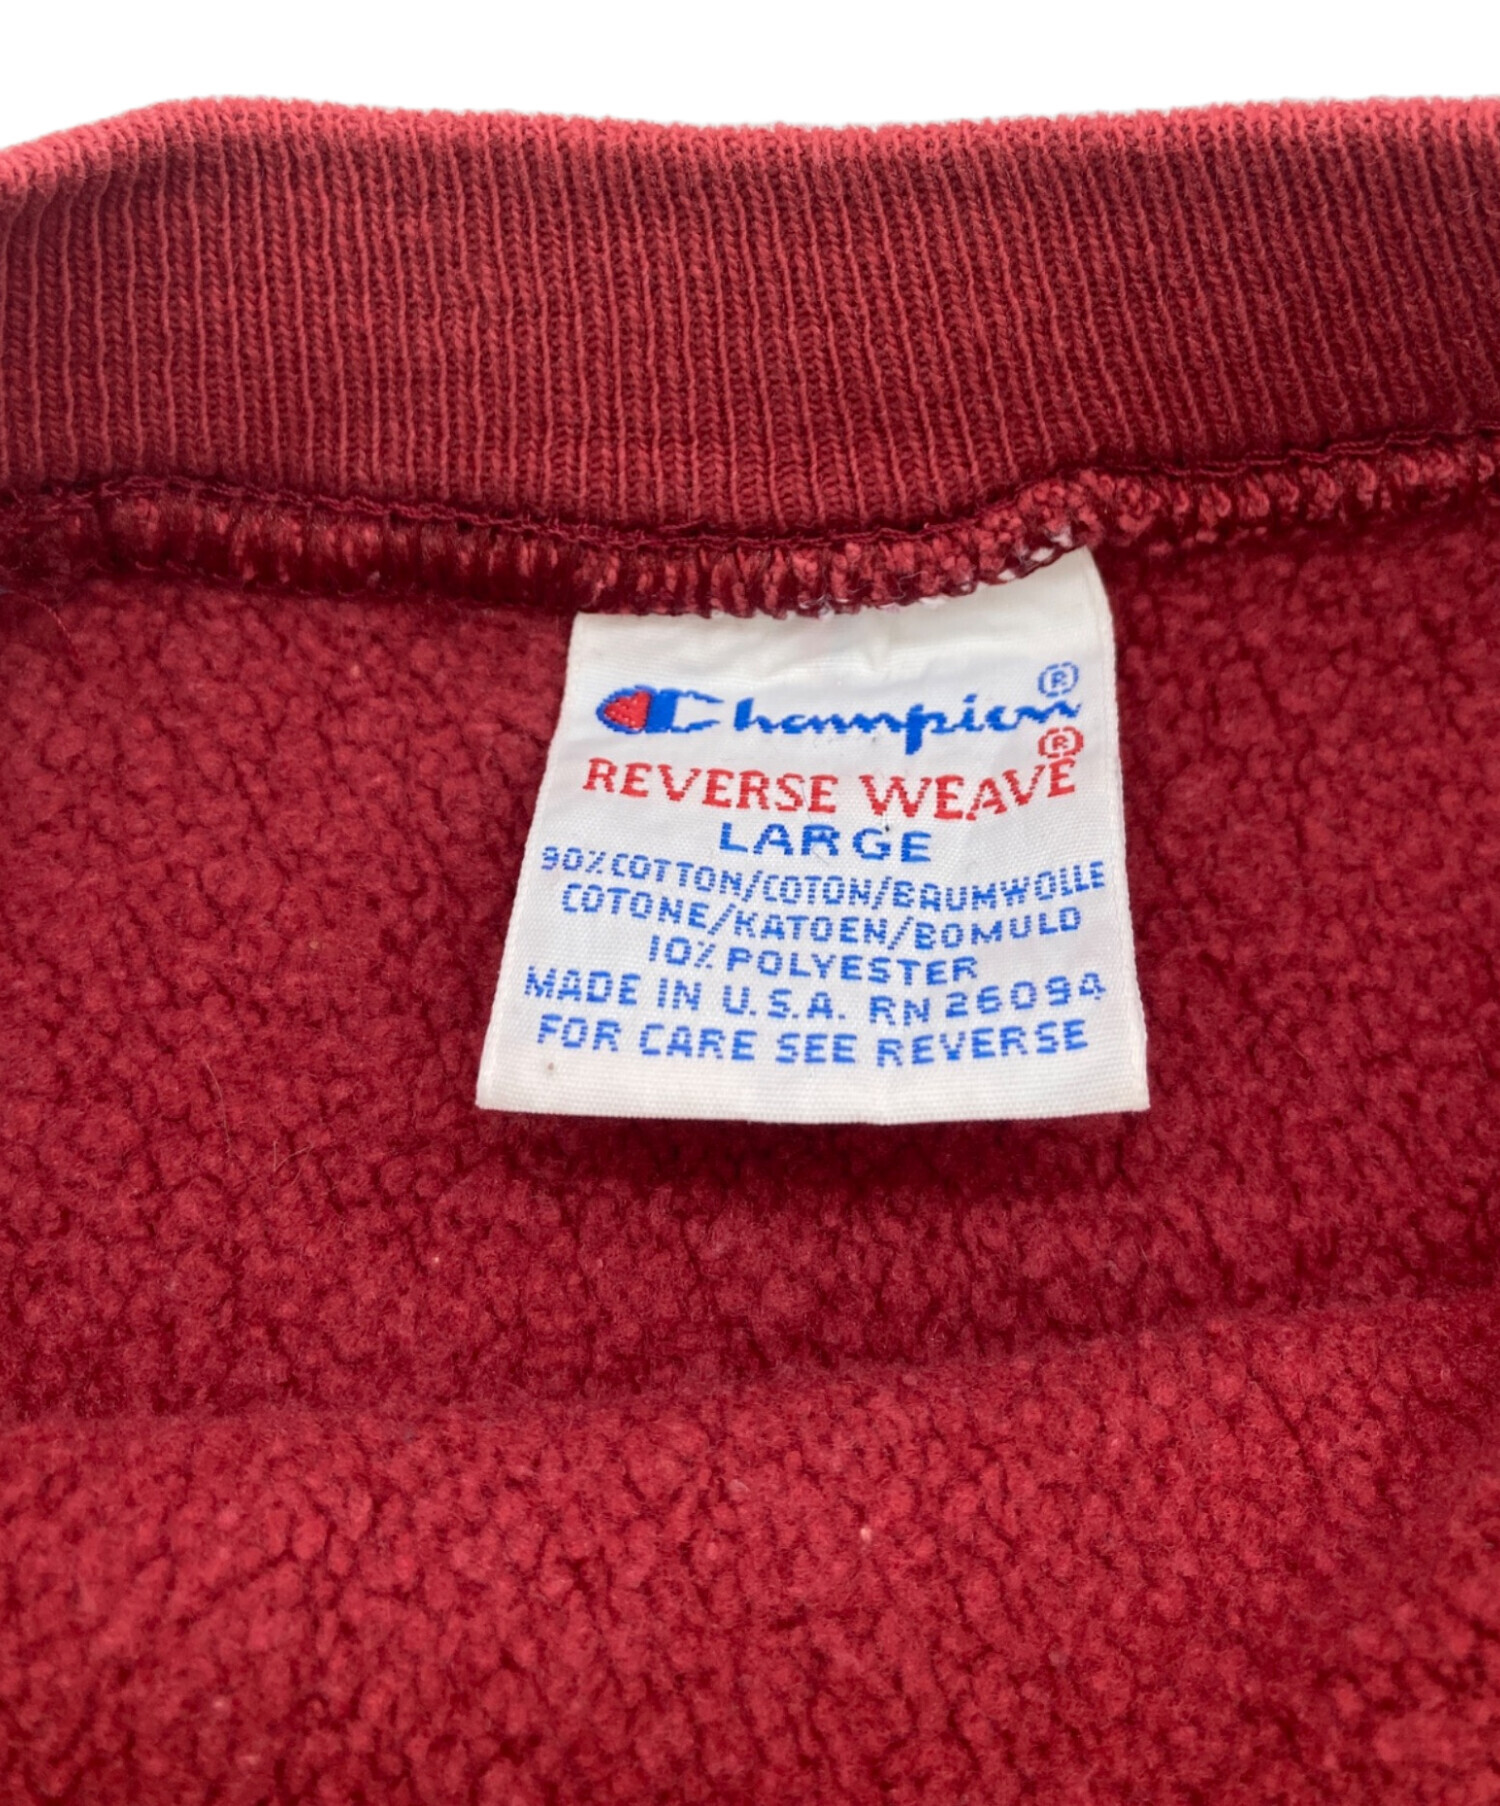 Champion®
REVERSE WEAVE®
LARGE
90% COTTON/COTON/BAUMWOLLE
COTONE/KATOEN/BOMULD
10% POLYESTER
MADE IN U.S.A. RN 26094
FOR CARE SEE REVERSE